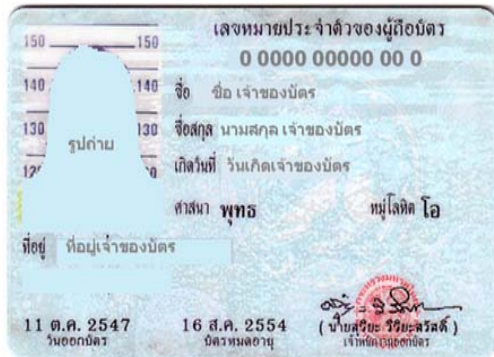 เลขหมายประจำตัวของผู้ถือบัตร
0 0000 00000 00 0
150 150
140 140
ชื่อ ชื่อ เจ้าของบัตร
130 130
ชื่อสกุล นามสกุล เจ้าของบัตร
รูปถ่าย
เกิดวันที่ วันเกิดเจ้าของบัตร
ศาสนา พุทธ หมู่โลหิต โอ
ที่อยู่ ที่อยู่เจ้าของบัตร
11 ต.ค. 2547 16 ส.ค. 2554 ( นายสุวิยะ วิริยะสวัสดิ์ )
วันออกบัตร บัตรหมดอายุ เจ้าพนักงานออกบัตร